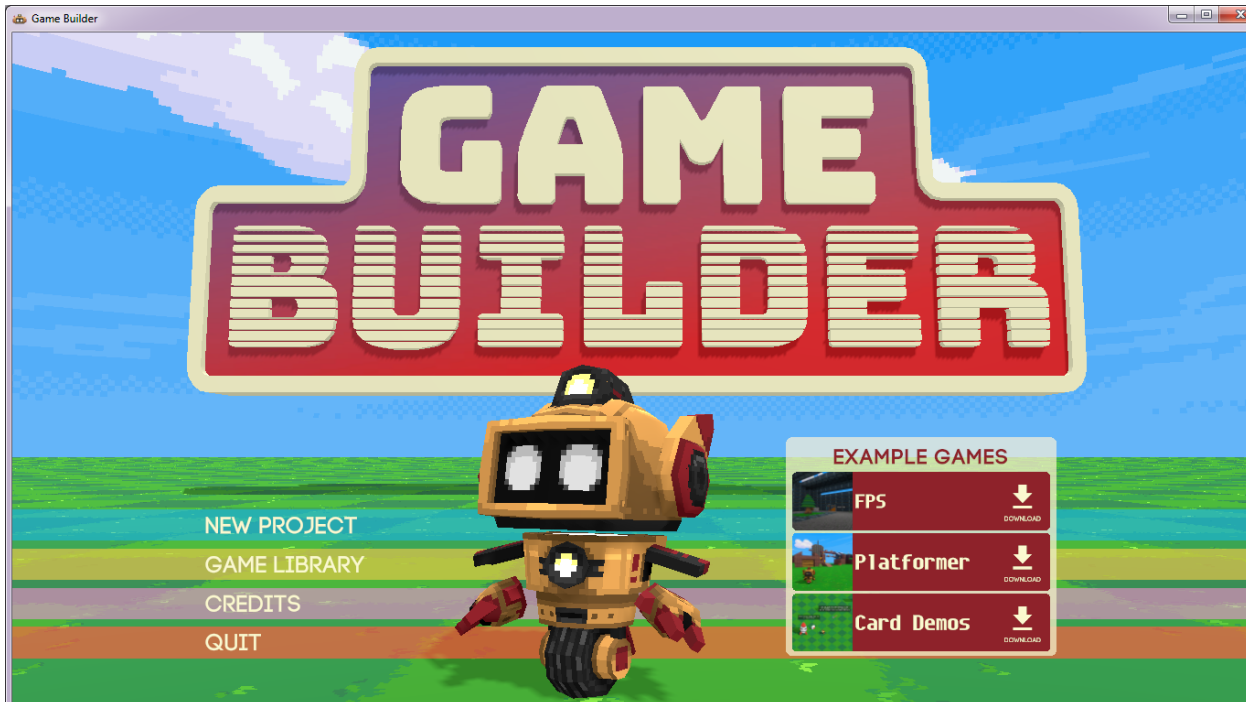 Game Builder
GAME
BUILDER
NEW PROJECT
GAME LIBRARY
CREDITS
QUIT
EXAMPLE GAMES
FPS
DOWNLOAD
Platformer
DOWNLOAD
Card Demos
DOWNLOAD